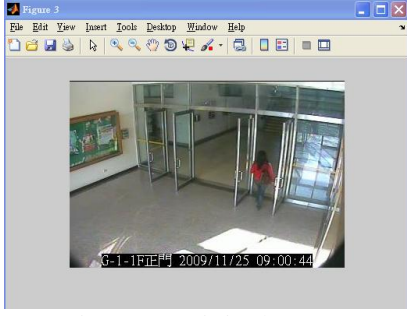 Figure 3
File Edit View Insert Tools Desktop Window Help
G-1-1F正門 2009/11/25 09:00:44